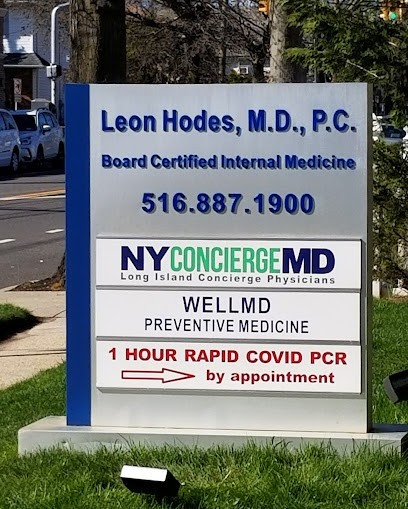 Leon Hodes, M.D., P.C.
Board Certified Internal Medicine
516.887.1900
NYCONCIERGEMD
Long Island Concierge Physicians
WELLMD
PREVENTIVE MEDICINE
1 HOUR RAPID COVID PCR
by appointment